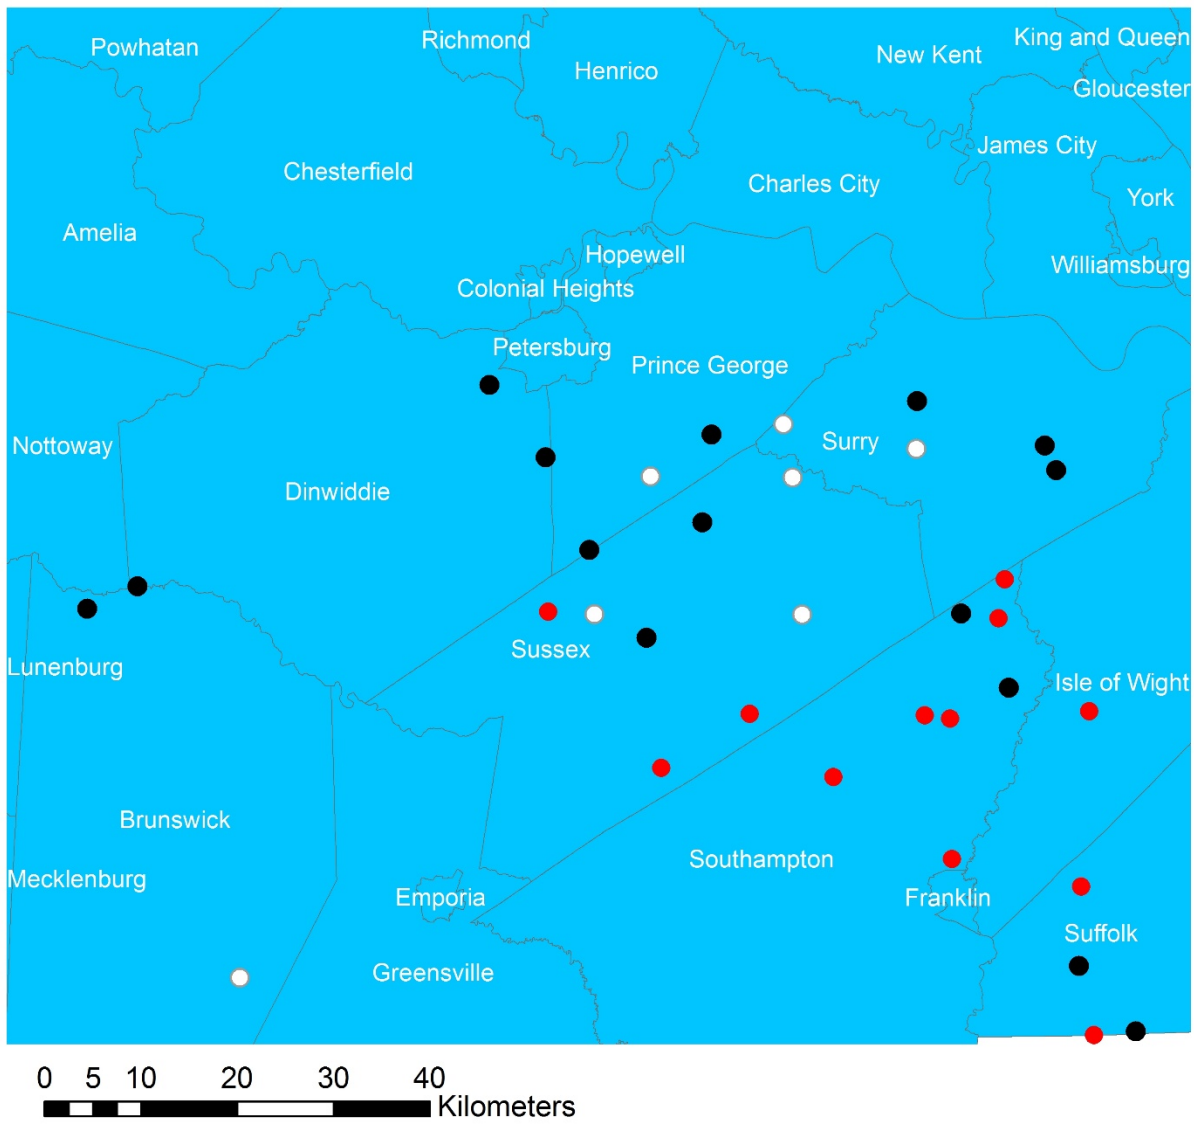 Powhatan
Richmond
Henrico
New Kent
King and Queen
Gloucester
Chesterfield
Charles City
James City
York
Amelia
Hopewell
Williamsburg
Colonial Heights
Petersburg
Prince George
Nottoway
Surry
Dinwiddie
Sussex
Lunenburg
Isle of Wight
Brunswick
Southampton
Mecklenburg
Emporia
Franklin
Suffolk
Greensville
0 5 10 20 30 40
Kilometers